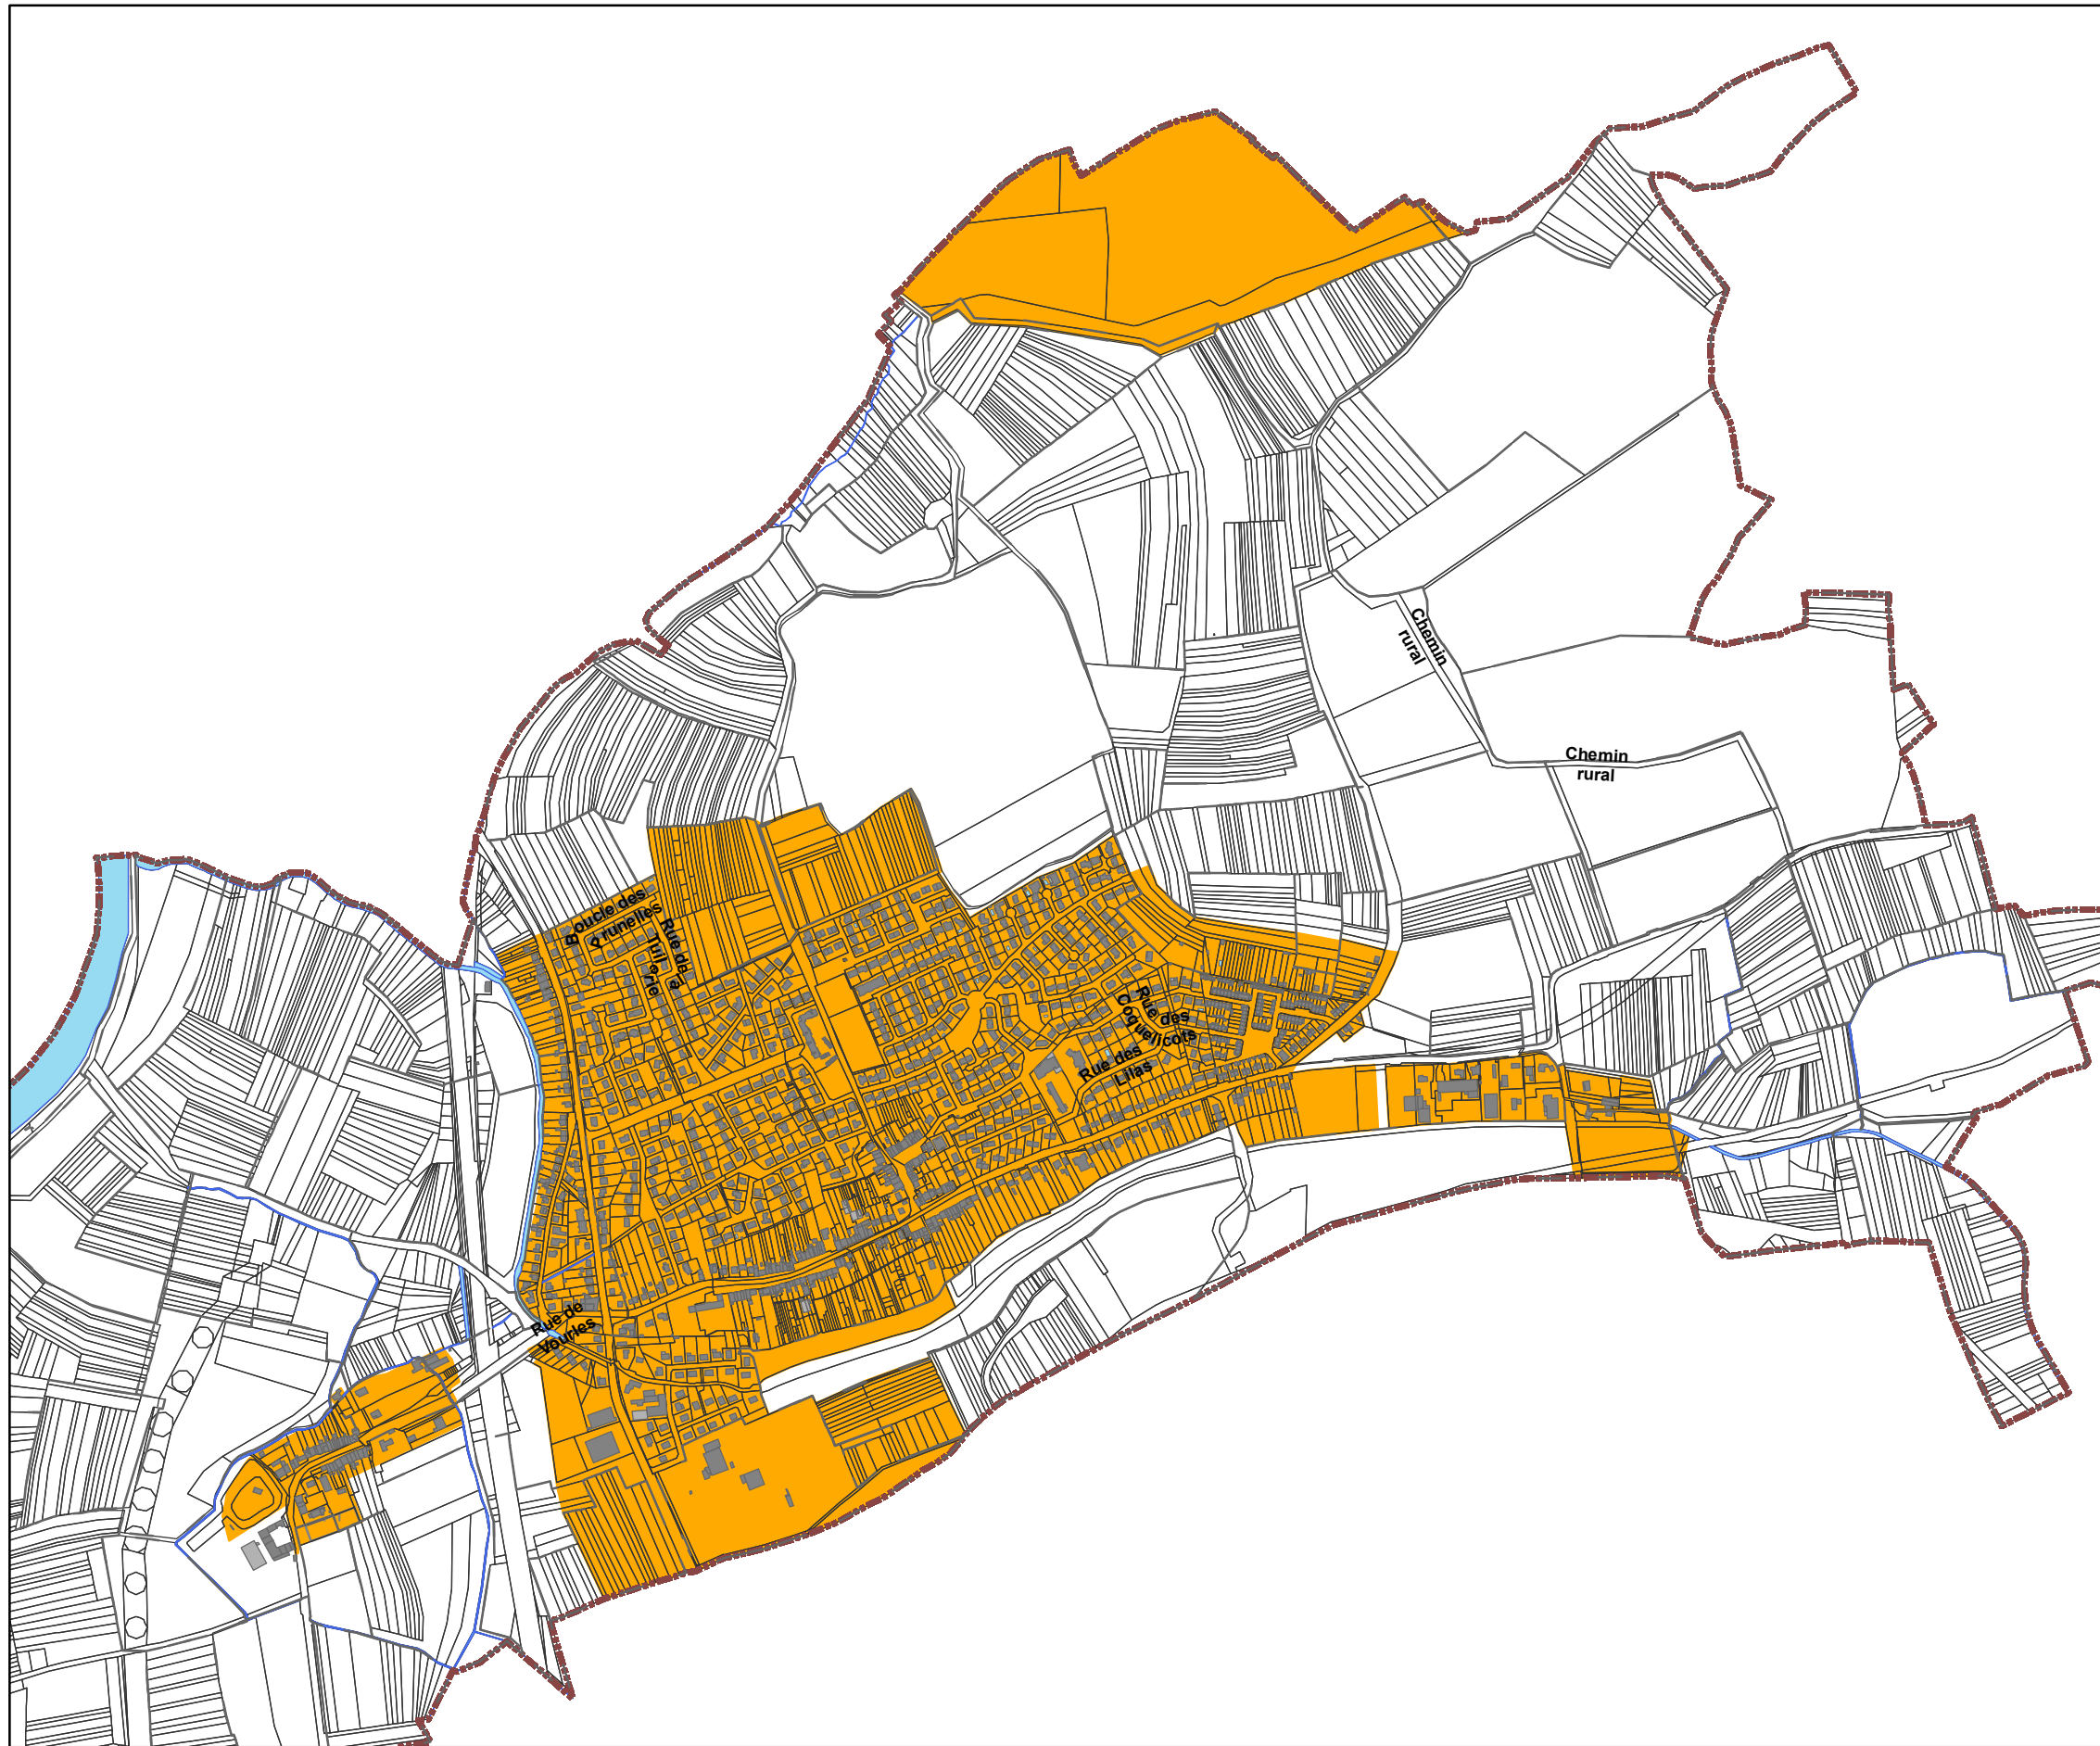 Chemin
rural
Chemin
rural
Boucle des
Prunelles
Rue de la
Tuilerie
Rue des
Coquelicots
Rue des
Lilas
Rue de
Vourles